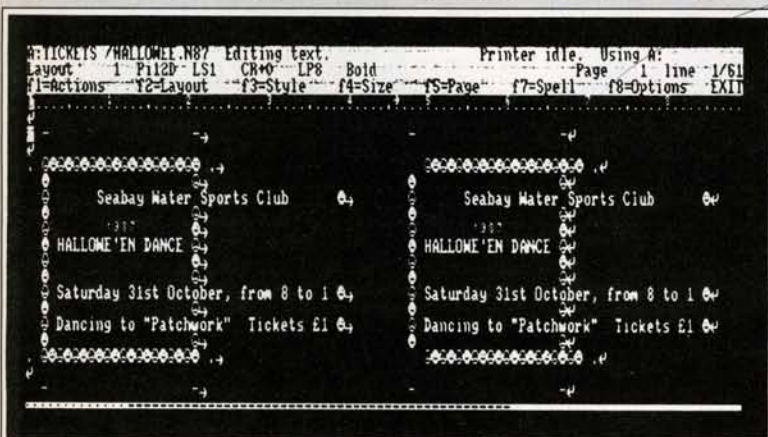 A:TICKETS /HALLOWEE.N87 Editing text. Printer idle. Using A:
Layout 1 Pi12D LS1 CR+0 LP8 Bold Page 1 line 1/61
f1=Actions f2=Layout f3=Style f4=Size f5=Page f7=Spell f8=Options EXIT
Seabay Water Sports Club Seabay Water Sports Club
1987 1987
HALLOWE'EN DANCE HALLOWE'EN DANCE
Saturday 31st October, from 8 to 1 Saturday 31st October, from 8 to 1
Dancing to "Patchwork" Tickets £1 Dancing to "Patchwork" Tickets £1